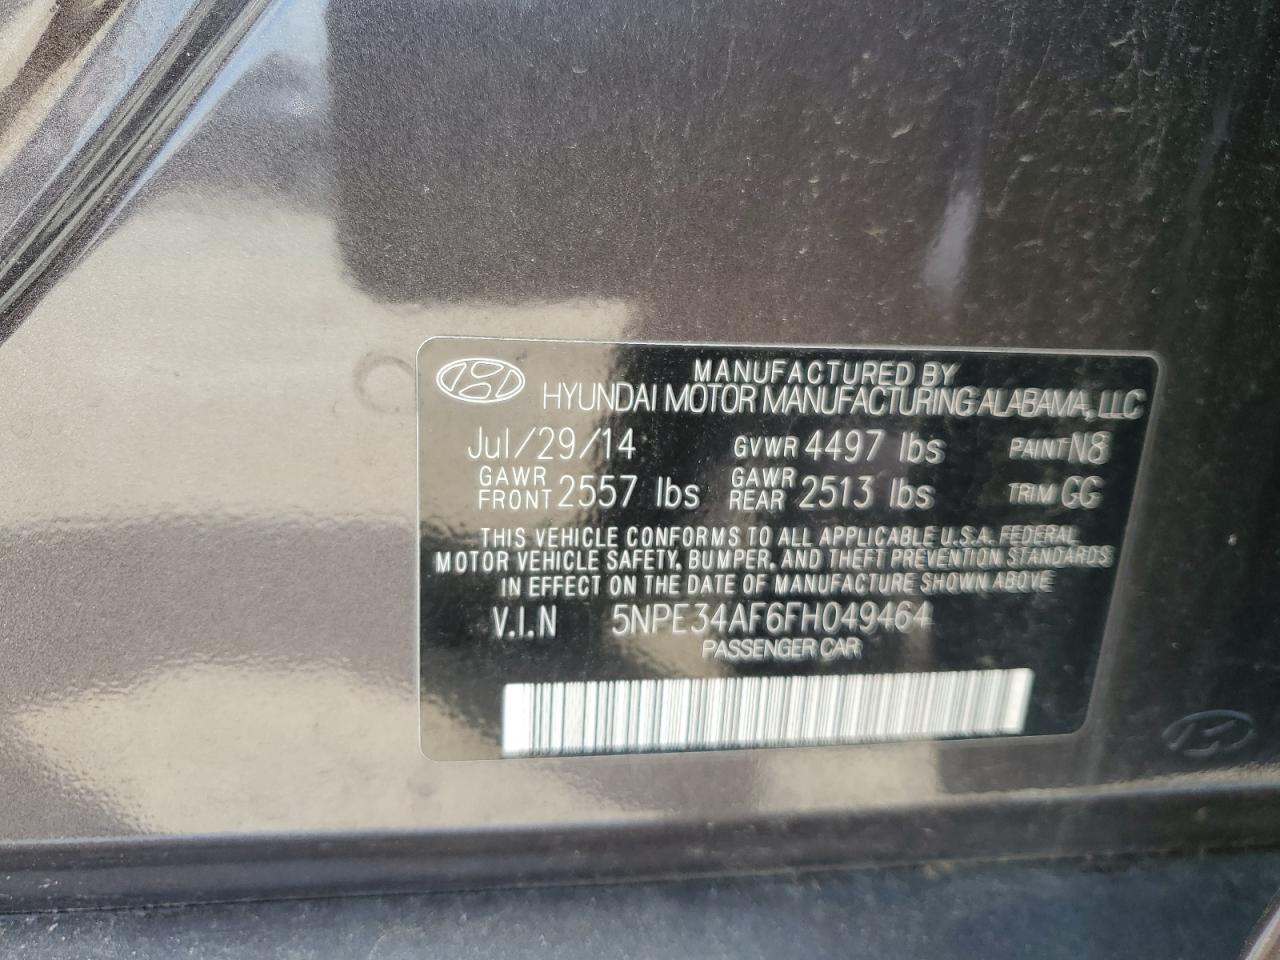 MANUFACTURED BY
HYUNDAI MOTOR MANUFACTURING ALABAMA, LLC
Jul/29/14 GVWR 4497 lbs PAINT N8
GAWR FRONT 2557 lbs GAWR REAR 2513 lbs TRIM GG
THIS VEHICLE CONFORMS TO ALL APPLICABLE U.S.A. FEDERAL
MOTOR VEHICLE SAFETY, BUMPER, AND THEFT PREVENTION STANDARDS
IN EFFECT ON THE DATE OF MANUFACTURE SHOWN ABOVE
V.I.N 5NPE34AF6FH049464
PASSENGER CAR